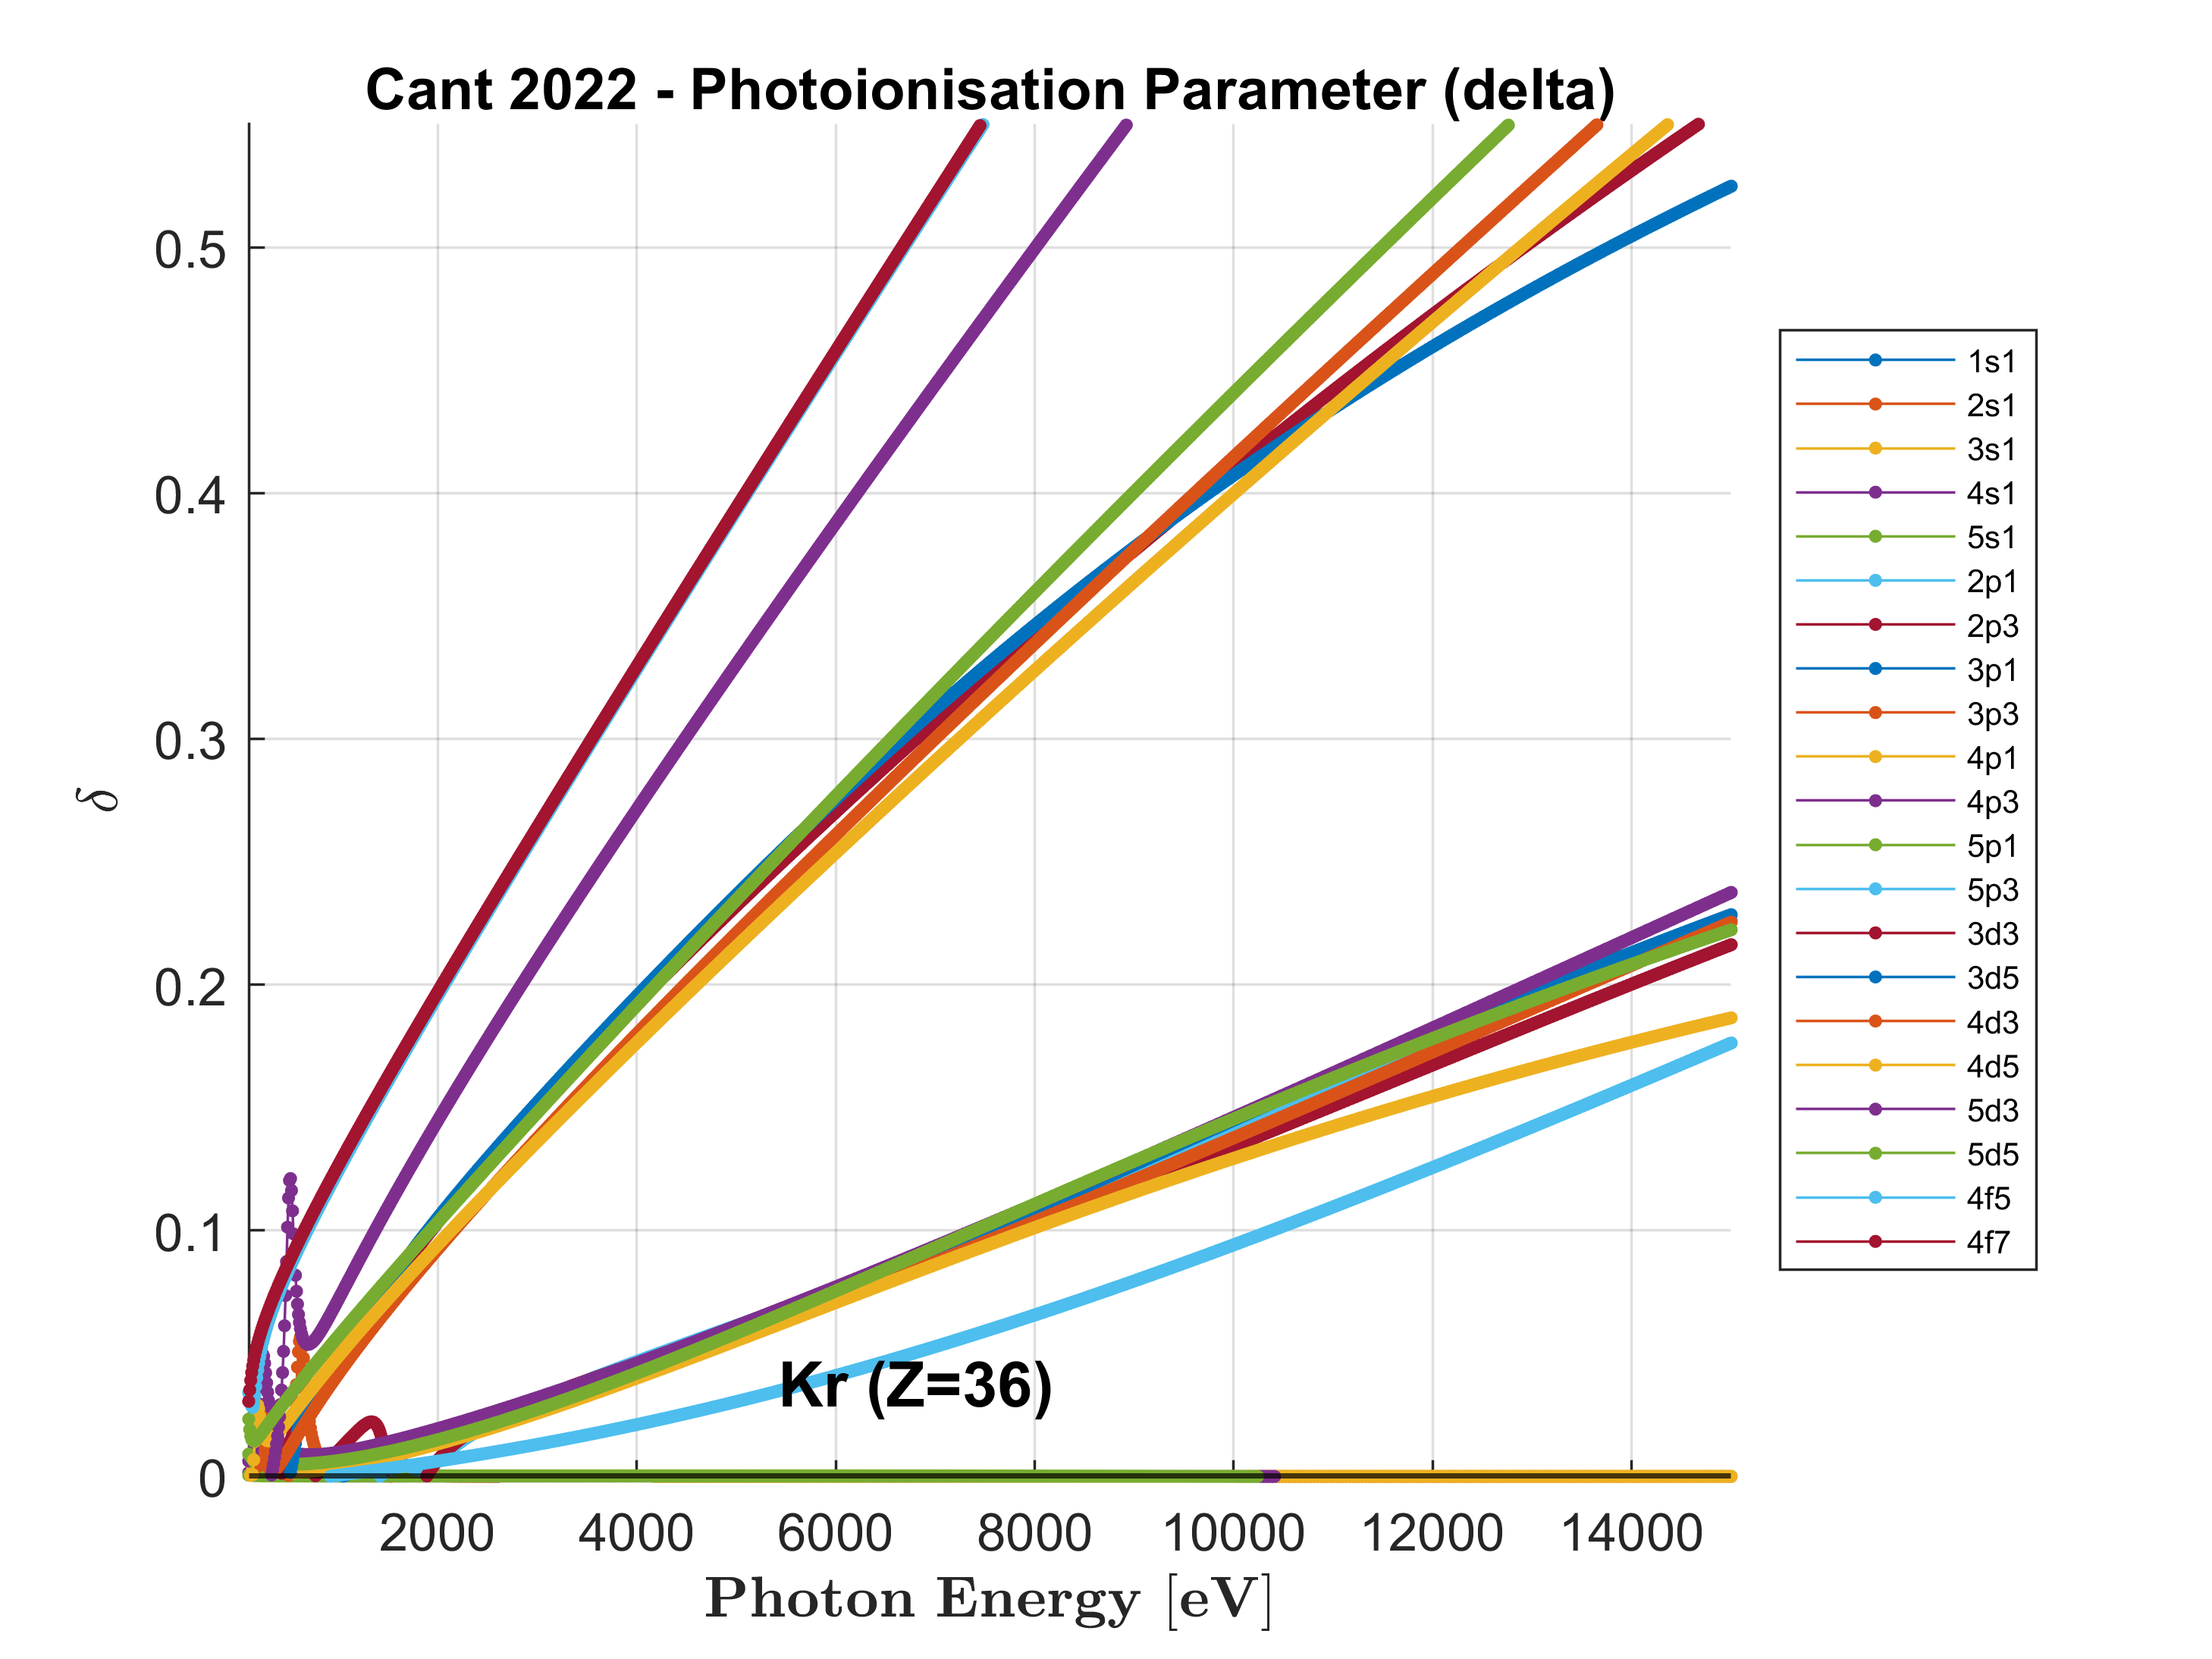 Cant 2022 - Photoionisation Parameter (delta)
0.5
0.4
0.3
0.2
0.1
0
δ
Kr (Z=36)
2000 4000 6000 8000 10000 12000 14000
Photon Energy [eV]
1s1
2s1
3s1
4s1
5s1
2p1
2p3
3p1
3p3
4p1
4p3
5p1
5p3
3d3
3d5
4d3
4d5
5d3
5d5
4f5
4f7